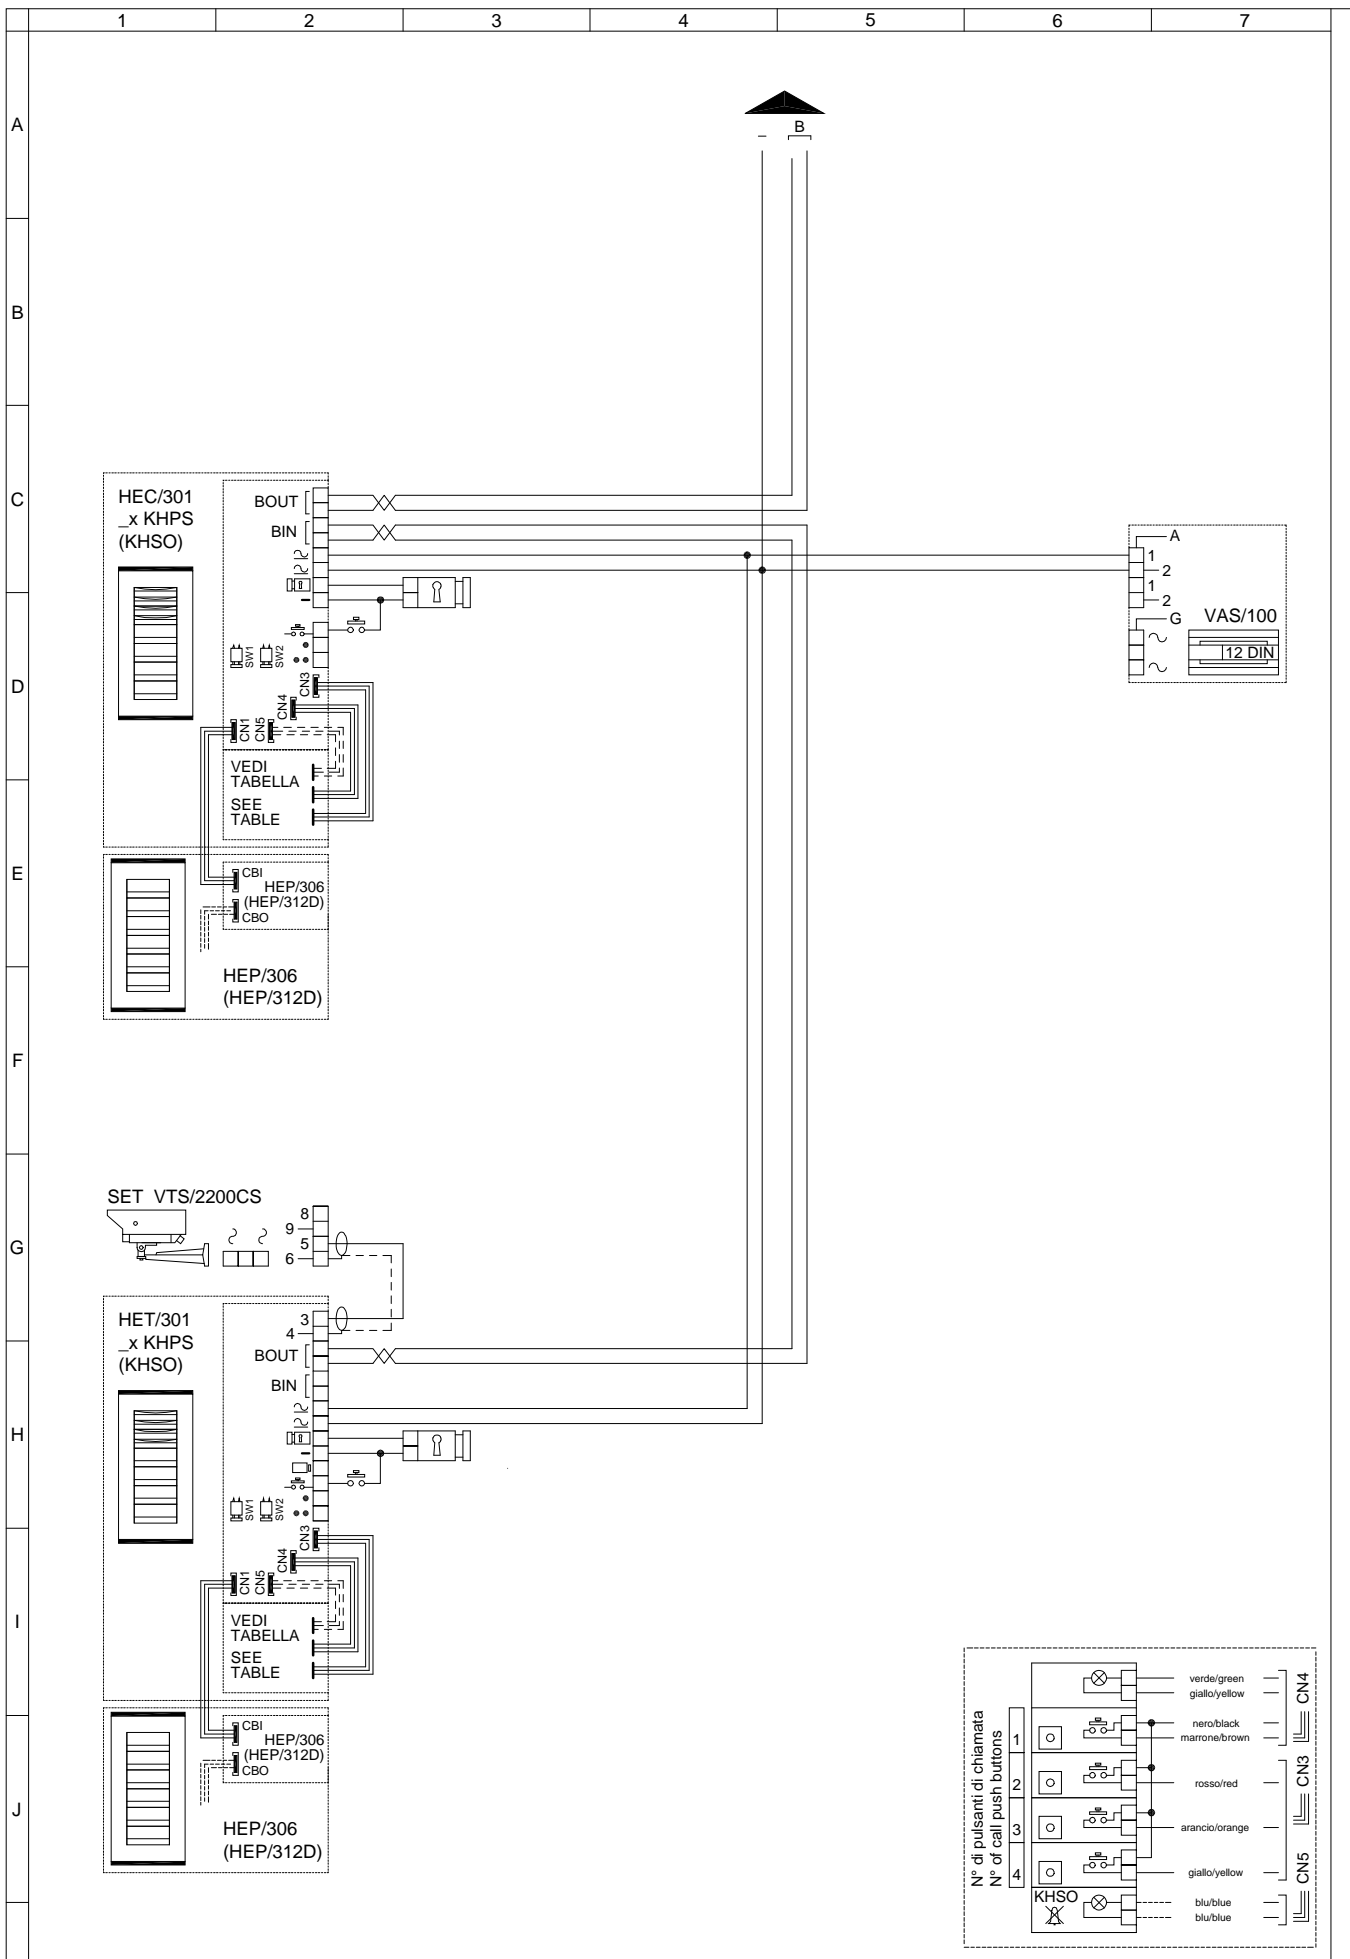 1 2 3 4 5 6 7
A
B
B
C
HEC/301
_x KHPS
(KHSO)
BOUT
BIN
SW1
SW2
CN3
CN4
CN1
CN5
VEDI
TABELLA
SEE
TABLE
A
1
2
1
2
G
VAS/100
12 DIN
D
E
CBI
HEP/306
(HEP/312D)
CBO
HEP/306
(HEP/312D)
F
G
SET VTS/2200CS
8
9
5
6
HET/301
_x KHPS
(KHSO)
3
4
BOUT
BIN
H
SW1
SW2
CN3
CN4
CN1
CN5
I
VEDI
TABELLA
SEE
TABLE
J
CBI
HEP/306
(HEP/312D)
CBO
HEP/306
(HEP/312D)
N° di pulsanti di chiamata
N° of call push buttons
1
2
3
4
KHSO
verde/green
giallo/yellow
nero/black
marrone/brown
rosso/red
arancio/orange
giallo/yellow
blu/blue
blu/blue
CN4
CN3
CN5